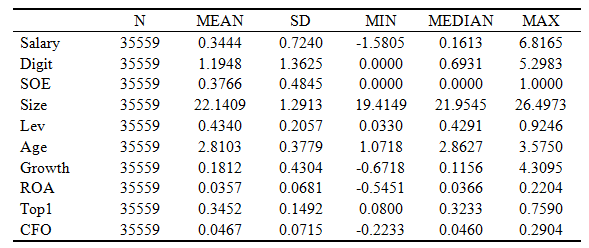 N MEAN SD MIN MEDIAN MAX
Salary 35559 0.3444 0.7240 -1.5805 0.1613 6.8165
Digit 35559 1.1948 1.3625 0.0000 0.6931 5.2983
SOE 35559 0.3766 0.4845 0.0000 0.0000 1.0000
Size 35559 22.1409 1.2913 19.4149 21.9545 26.4973
Lev 35559 0.4340 0.2057 0.0330 0.4291 0.9246
Age 35559 2.8103 0.3779 1.0718 2.8627 3.5750
Growth 35559 0.1812 0.4304 -0.6718 0.1156 4.3095
ROA 35559 0.0357 0.0681 -0.5451 0.0366 0.2204
Top1 35559 0.3452 0.1492 0.0800 0.3233 0.7590
CFO 35559 0.0467 0.0715 -0.2233 0.0460 0.2904